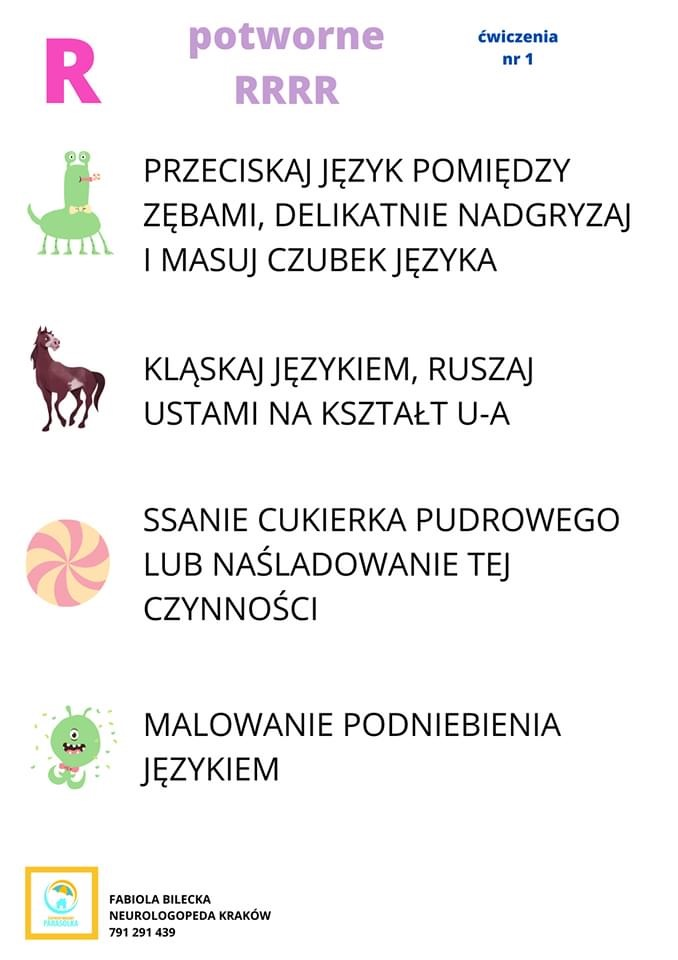 R
potworne
RRRR
ćwiczenia
nr 1
PRZECISKAJ JĘZYK POMIĘDZY
ZĘBAMI, DELIKATNIE NADGRYZAJ
I MASUJ CZUBEK JĘZYKA
KLĄSKAJ JĘZYKIEM, RUSZAJ
USTAMI NA KSZTAŁT U-A
SSANIE CUKIERKA PUDROWEGO
LUB NAŚLADOWANIE TEJ
CZYNNOŚCI
MALOWANIE PODNIEBIENIA
JĘZYKIEM
PARASOLKA
FABIOLA BILECKA
NEUROLOGOPEDA KRAKÓW
791 291 439